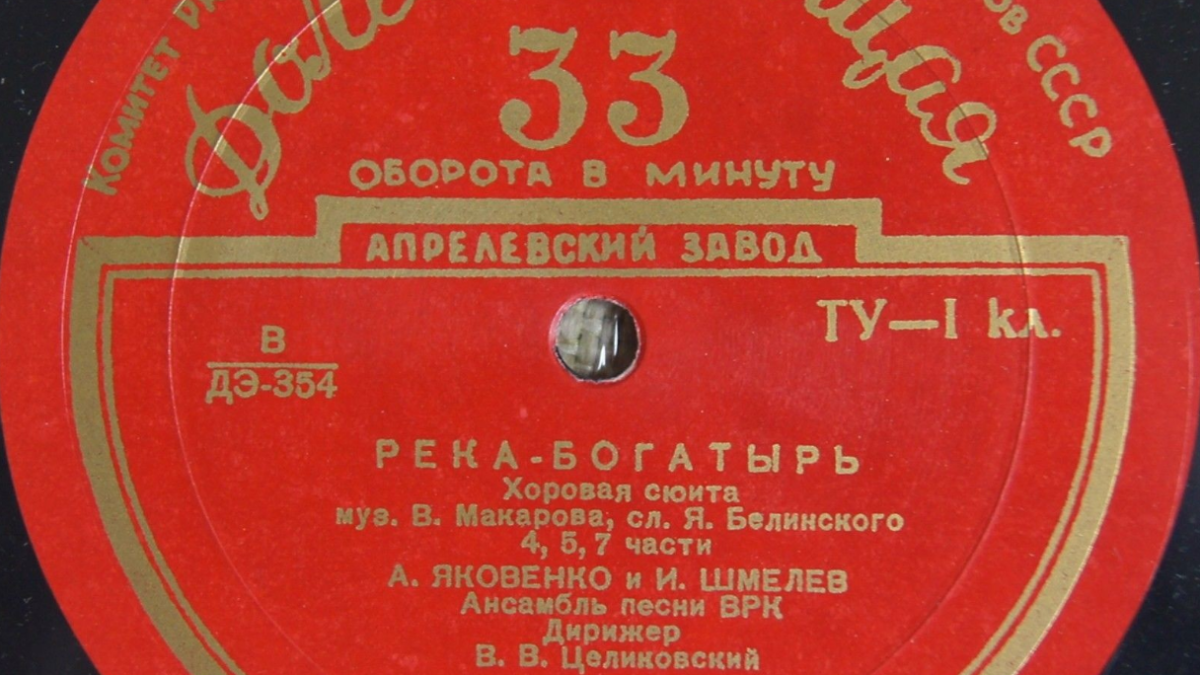 КОМИТЕТ
СССР
33
ОБОРОТА В МИНУТУ
АПРЕЛЕВСКИЙ ЗАВОД
ТУ—I кл.
В
ДЭ-354
РЕКА-БОГАТЫРЬ
Хоровая сюита
муз. В. Макарова, сл. Я. Белинского
4, 5, 7 части
А. ЯКОВЕНКО и И. ШМЕЛЕВ
Ансамбль песни ВРК
Дирижер
В. В. Целиковский